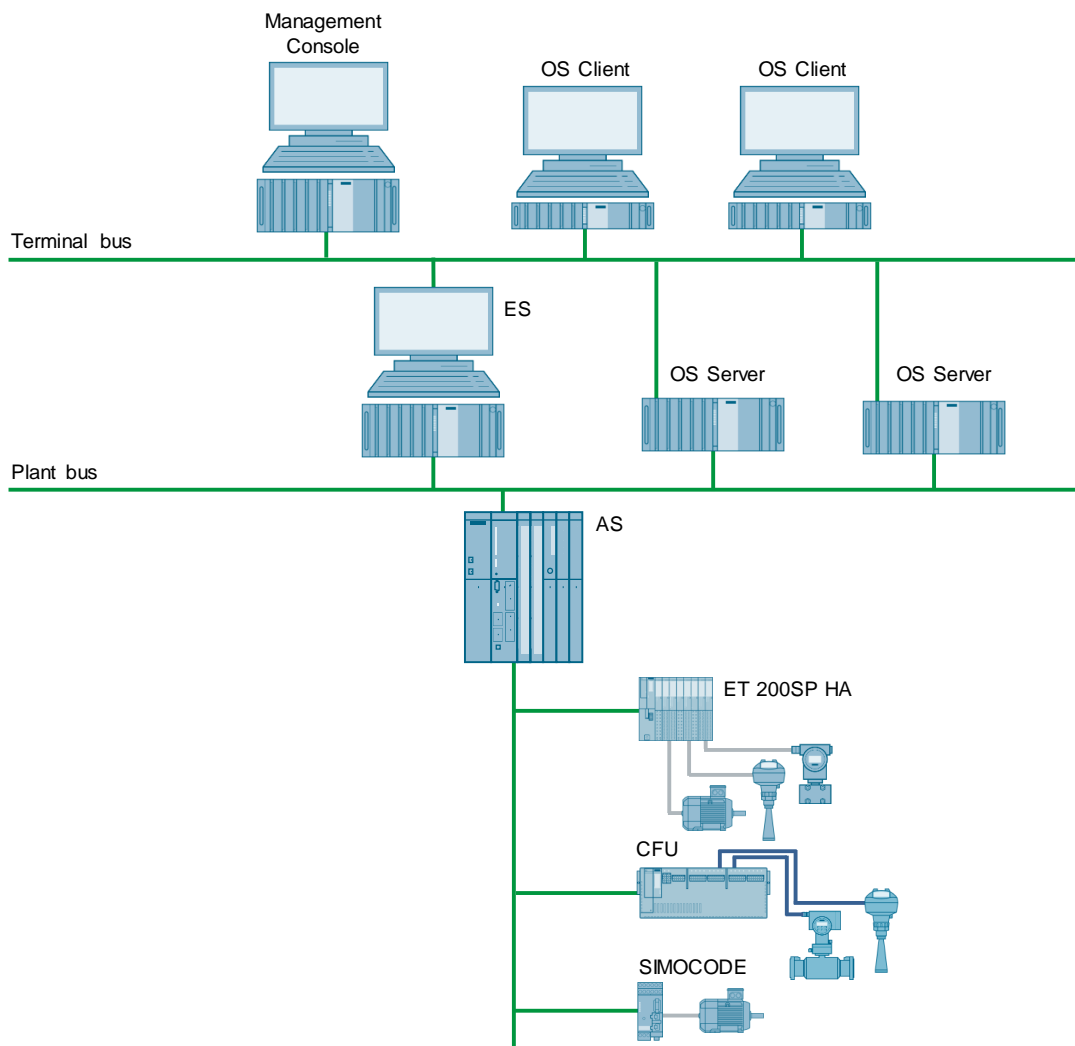 Management
Console
OS Client
OS Client
Terminal bus
ES
OS Server
OS Server
Plant bus
AS
ET 200SP HA
CFU
SIMOCODE